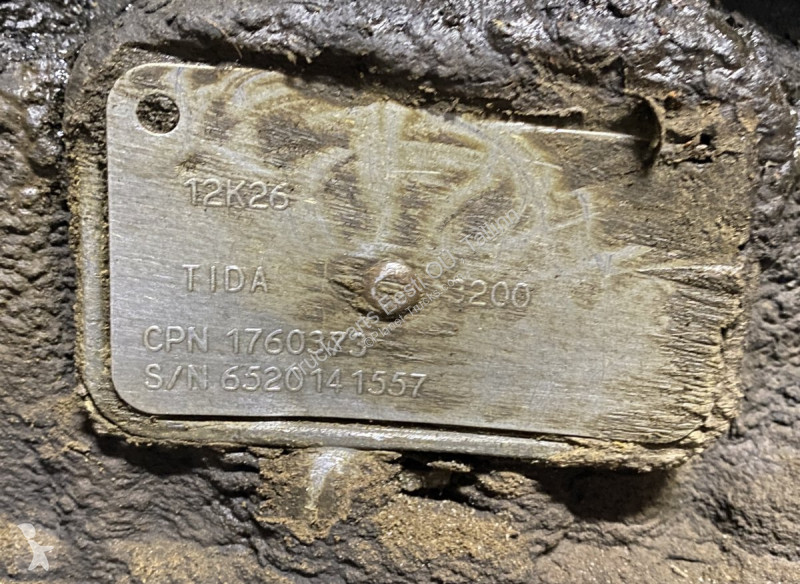 12K26
TIDA 3200
CPN 1760373
S/N 6520141557